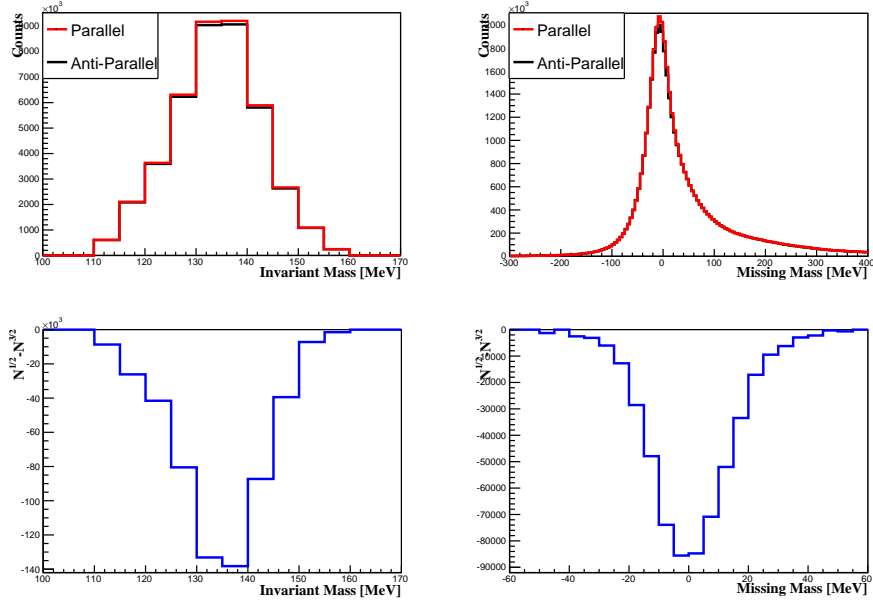 ×10³
Counts
9000
8000
7000
6000
5000
4000
3000
2000
1000
0
Parallel
Anti-Parallel
100 110 120 130 140 150 160 170
Invariant Mass [MeV]
×10³
Counts
1800
1600
1400
1200
1000
800
600
400
200
0
Parallel
Anti-Parallel
-300 -200 -100 0 100 200 300 400
Missing Mass [MeV]
×10³
N^{1/2}-N^{3/2}
0
-20
-40
-60
-80
-100
-120
-140
100 110 120 130 140 150 160 170
Invariant Mass [MeV]
N^{1/2}-N^{3/2}
0
-10000
-20000
-30000
-40000
-50000
-60000
-70000
-80000
-90000
-60 -40 -20 0 20 40 60
Missing Mass [MeV]